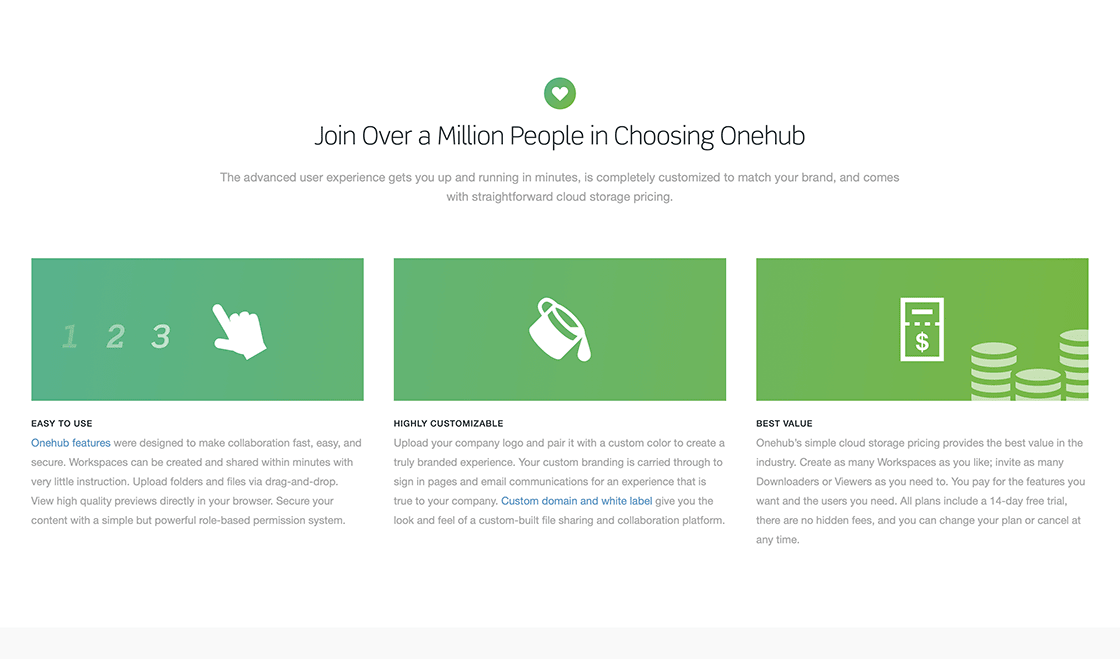 Join Over a Million People in Choosing Onehub
The advanced user experience gets you up and running in minutes, is completely customized to match your brand, and comes
with straightforward cloud storage pricing.
1 2 3
$
EASY TO USE
Onehub features were designed to make collaboration fast, easy, and
secure. Workspaces can be created and shared within minutes with
very little instruction. Upload folders and files via drag-and-drop.
View high quality previews directly in your browser. Secure your
content with a simple but powerful role-based permission system.
HIGHLY CUSTOMIZABLE
Upload your company logo and pair it with a custom color to create a
truly branded experience. Your custom branding is carried through to
sign in pages and email communications for an experience that is
true to your company. Custom domain and white label give you the
look and feel of a custom-built file sharing and collaboration platform.
BEST VALUE
Onehub's simple cloud storage pricing provides the best value in the
industry. Create as many Workspaces as you like; invite as many
Downloaders or Viewers as you need to. You pay for the features you
want and the users you need. All plans include a 14-day free trial,
there are no hidden fees, and you can change your plan or cancel at
any time.